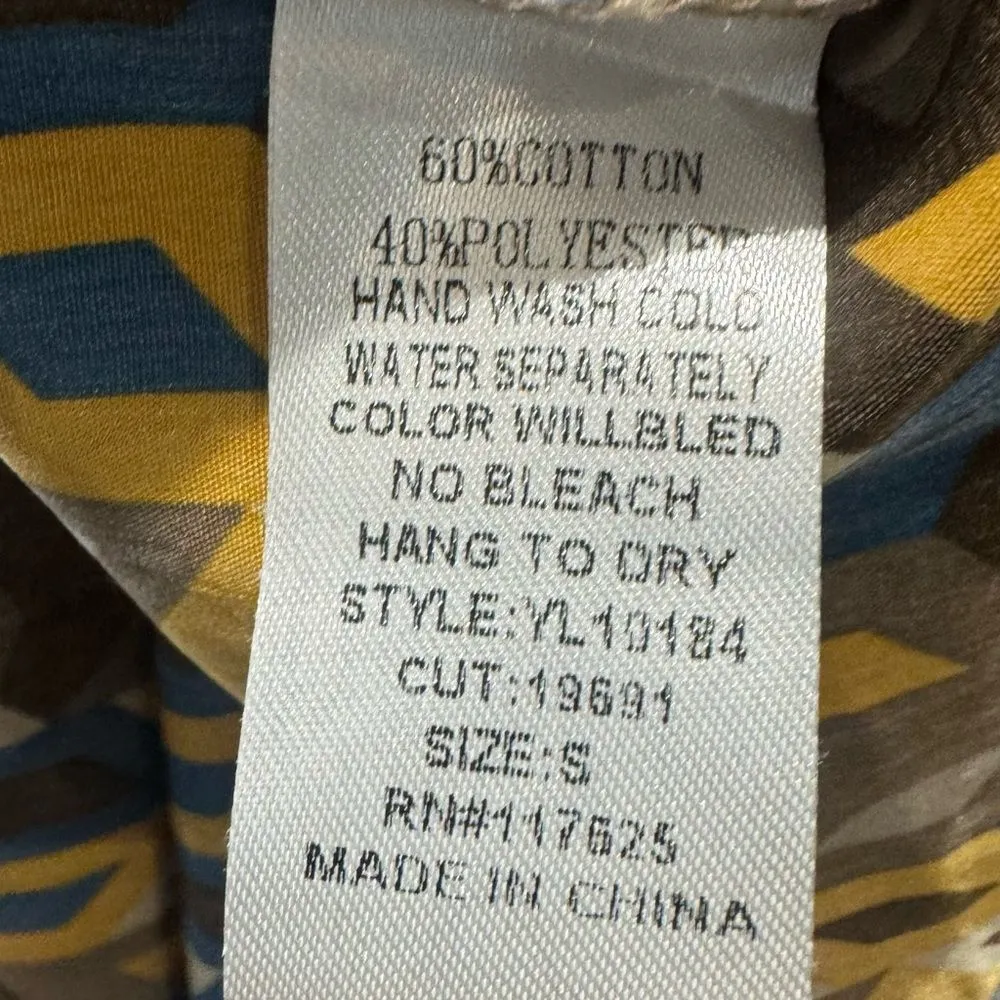 60%COTTON
40%POLYESTER
HAND WASH COLD
WATER SEPARATELY
COLOR WILLBLED
NO BLEACH
HANG TO DRY
STYLE:YL10184
CUT:19691
SIZE:S
RN#117625
MADE IN CHINA